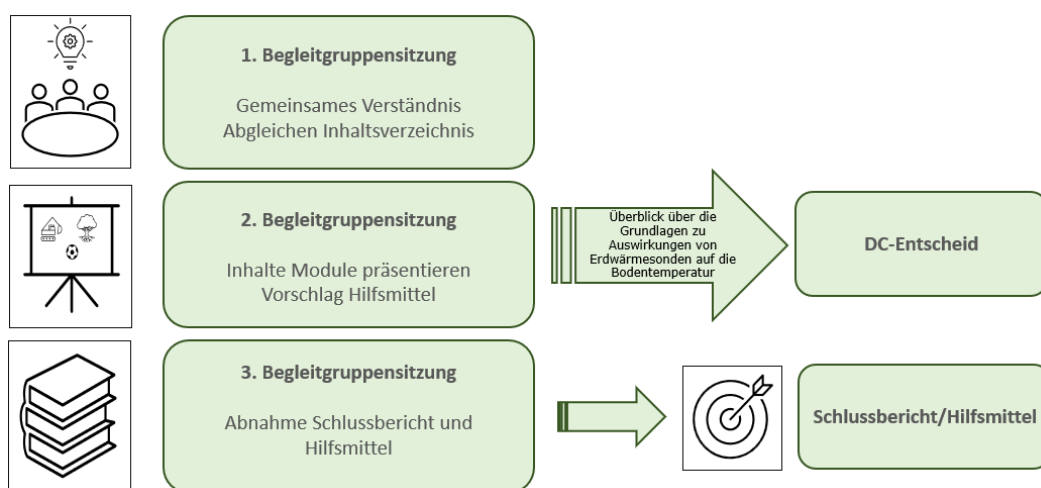 1. Begleitgruppensitzung
Gemeinsames Verständnis
Abgleichen Inhaltsverzeichnis
2. Begleitgruppensitzung
Inhalte Module präsentieren
Vorschlag Hilfsmittel
Überblick über die
Grundlagen zu
Auswirkungen von
Erdwärmesonden auf die
Bodentemperatur
DC-Entscheid
3. Begleitgruppensitzung
Abnahme Schlussbericht und
Hilfsmittel
Schlussbericht/Hilfsmittel